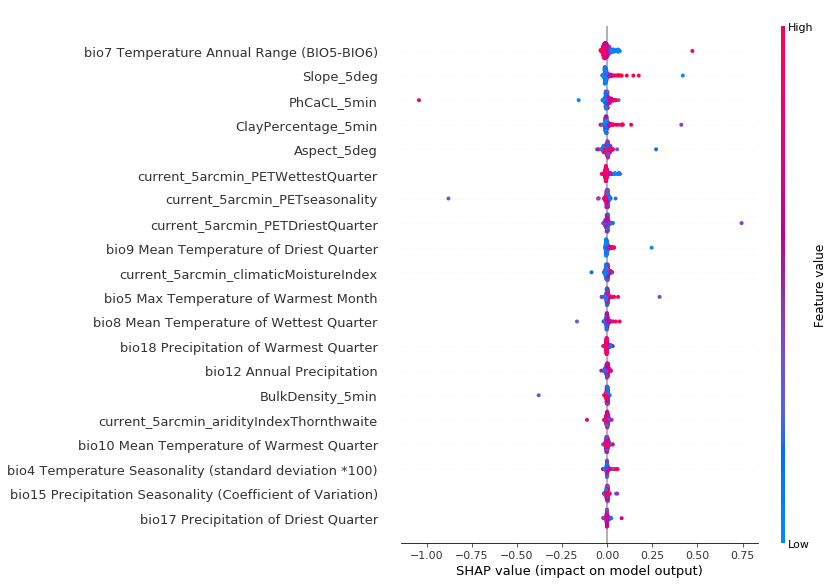 High
bio7 Temperature Annual Range (BIO5-BIO6)
Slope_5deg
PhCaCL_5min
ClayPercentage_5min
Aspect_5deg
current_5arcmin_PETWettestQuarter
current_5arcmin_PETseasonality
current_5arcmin_PETDriestQuarter
bio9 Mean Temperature of Driest Quarter
current_5arcmin_climaticMoistureIndex
bio5 Max Temperature of Warmest Month
bio8 Mean Temperature of Wettest Quarter
bio18 Precipitation of Warmest Quarter
bio12 Annual Precipitation
BulkDensity_5min
current_5arcmin_aridityIndexThornthwaite
bio10 Mean Temperature of Warmest Quarter
bio4 Temperature Seasonality (standard deviation *100)
bio15 Precipitation Seasonality (Coefficient of Variation)
bio17 Precipitation of Driest Quarter
Feature value
Low
−1.00 −0.75 −0.50 −0.25 0.00 0.25 0.50 0.75
SHAP value (impact on model output)